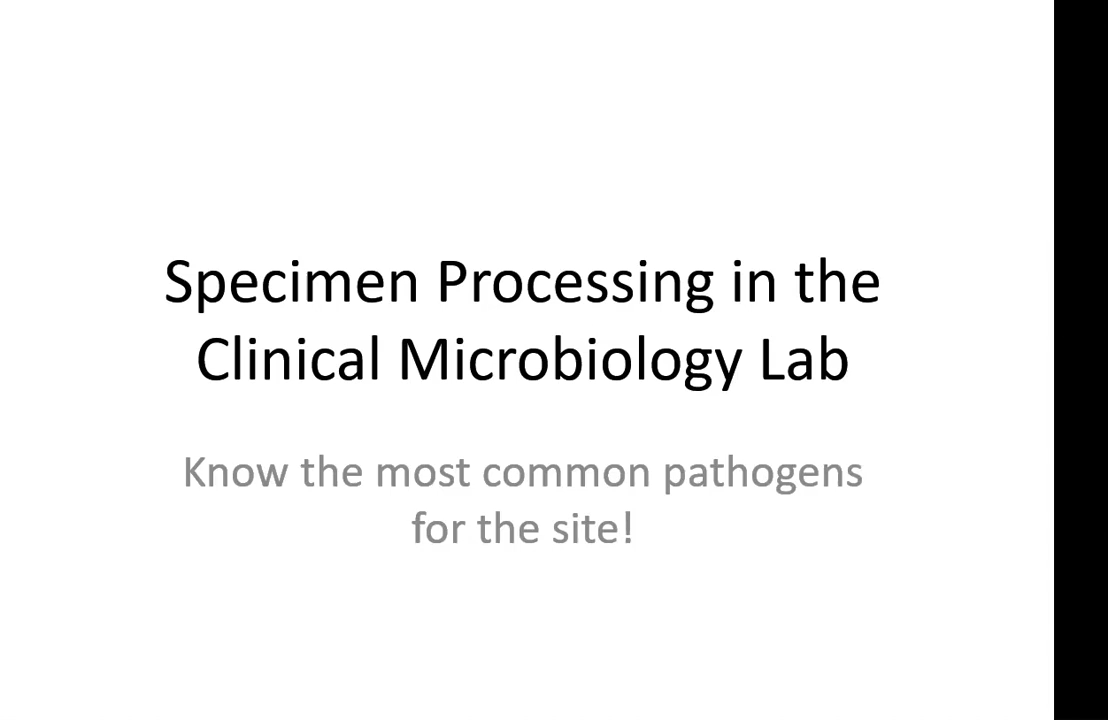 Specimen Processing in the
Clinical Microbiology Lab
Know the most common pathogens
for the site!